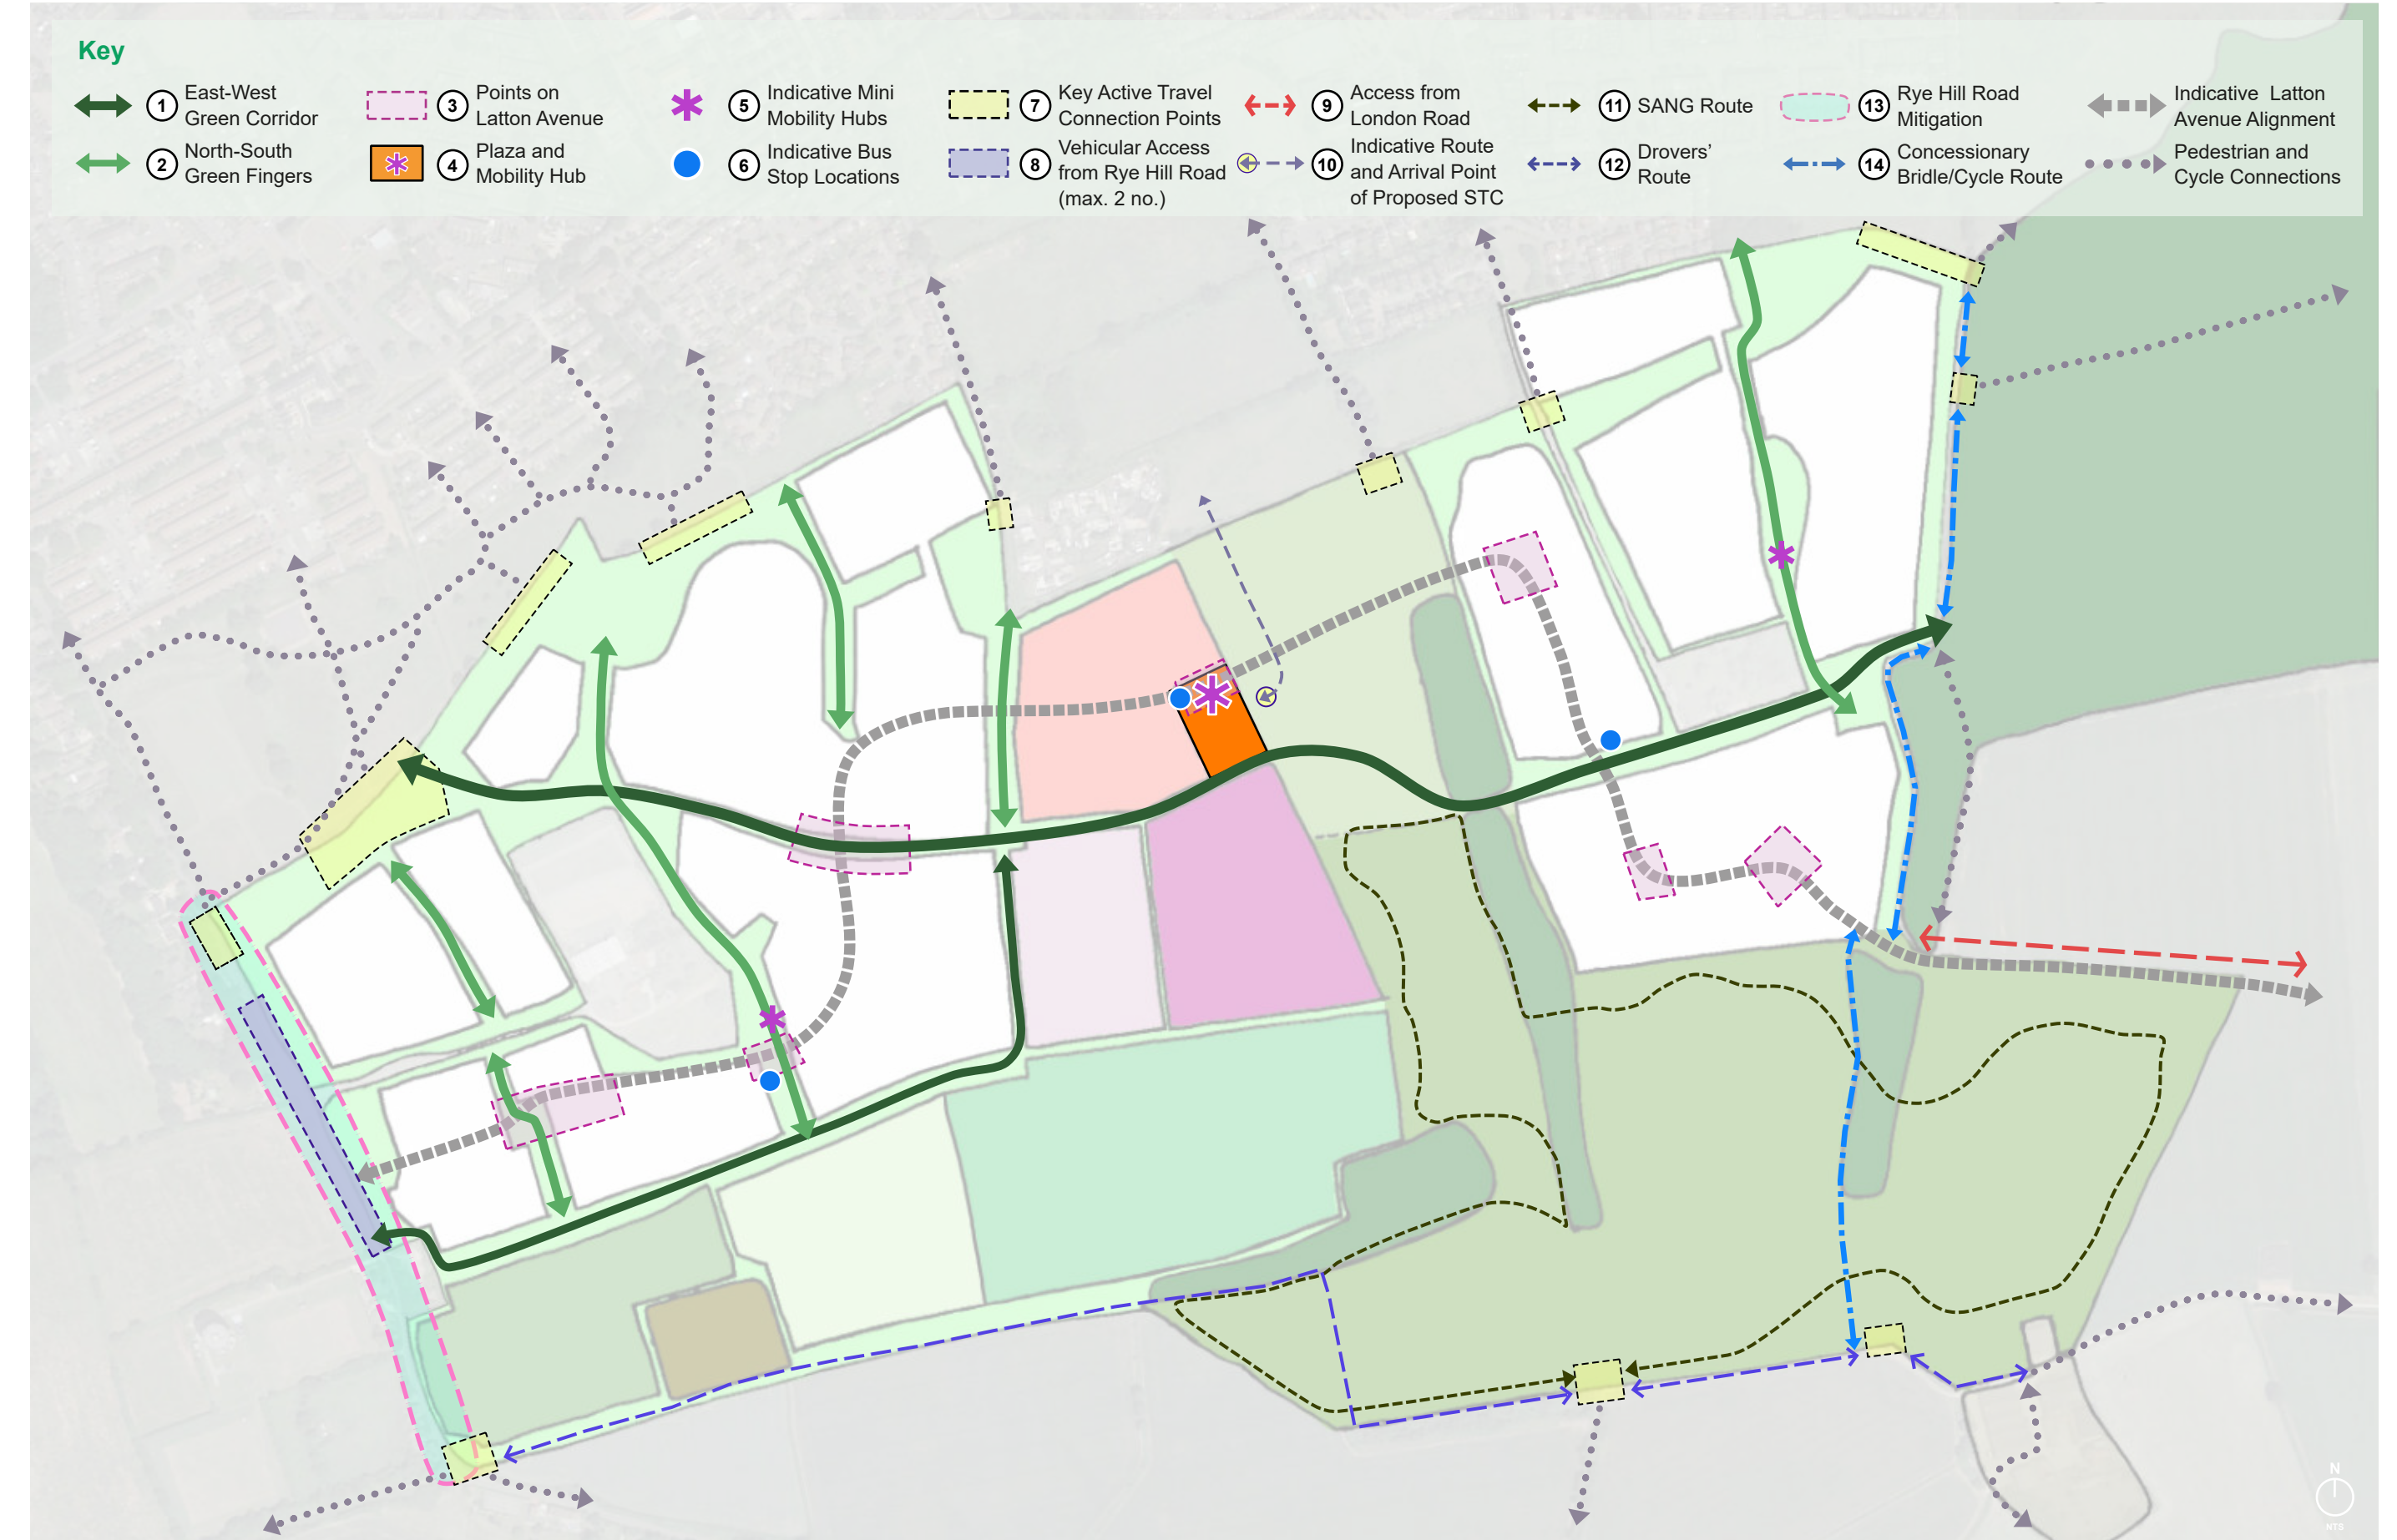 Key
1 East-West
Green Corridor
2 North-South
Green Fingers
3 Points on
Latton Avenue
4 Plaza and
Mobility Hub
5 Indicative Mini
Mobility Hubs
6 Indicative Bus
Stop Locations
7 Key Active Travel
Connection Points
8 Vehicular Access
from Rye Hill Road
(max. 2 no.)
9 Access from
London Road
10 Indicative Route
and Arrival Point
of Proposed STC
11 SANG Route
12 Drovers’
Route
13 Rye Hill Road
Mitigation
14 Concessionary
Bridle/Cycle Route
Indicative Latton
Avenue Alignment
Pedestrian and
Cycle Connections
N
NTS